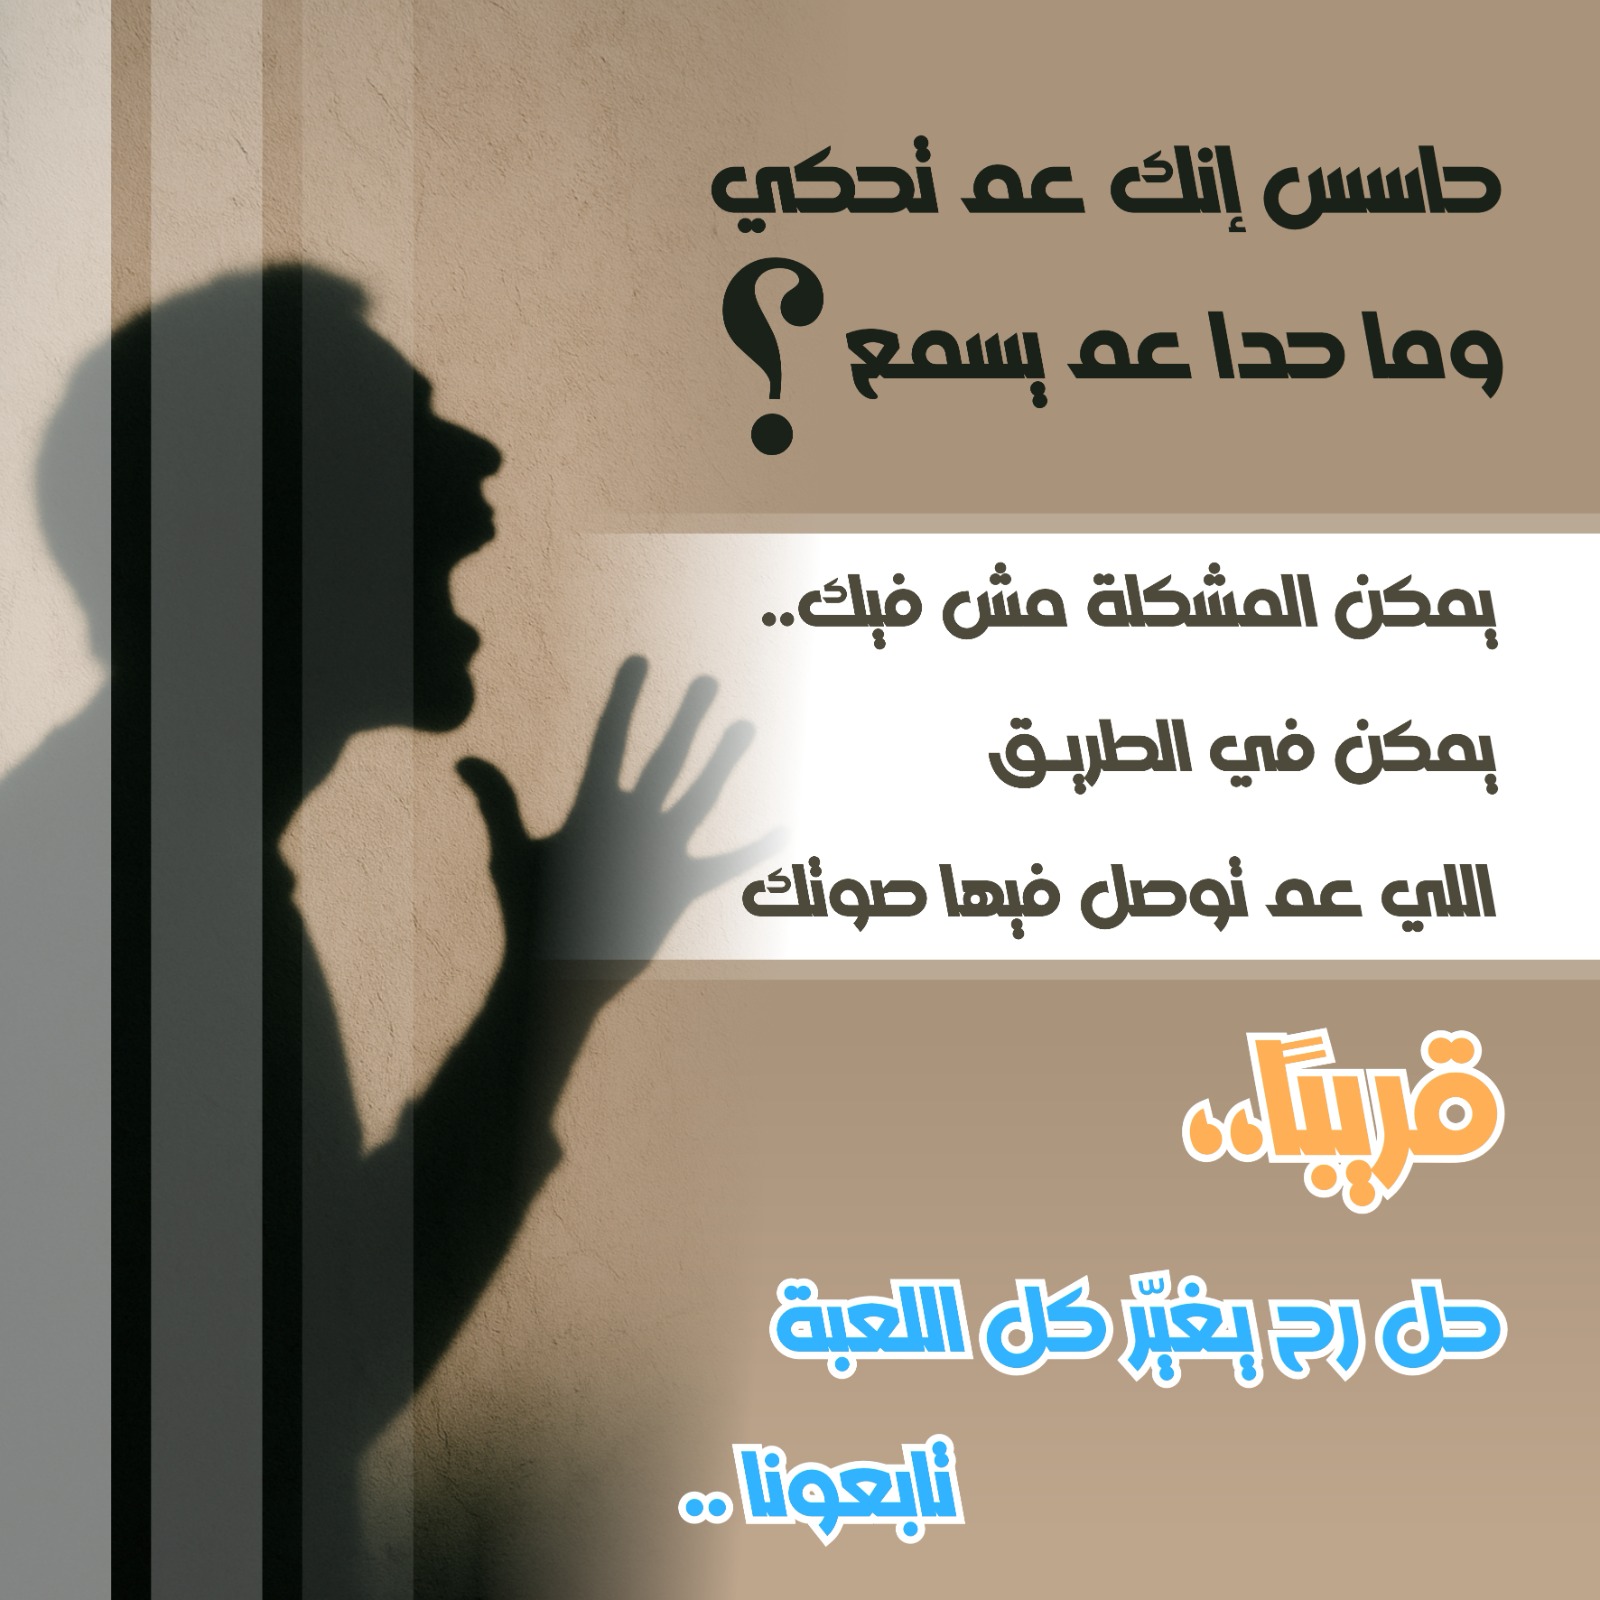 حاسس إنك عم تحكي
وما حدا عم يسمع ؟
يمكن المشكلة مش فيك..
يمكن في الطريق
اللي عم توصل فيها صوتك
قريبًا،،
حل رح يغيّر كل اللعبة
تابعونا ..